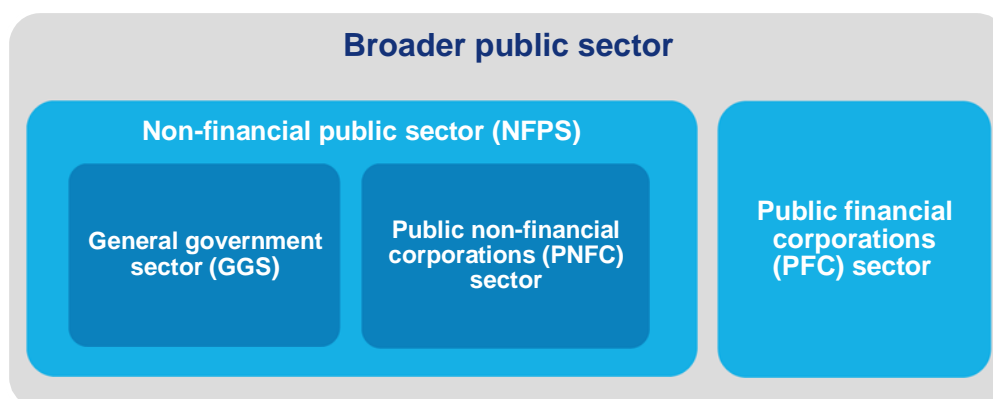 Broader public sector
Non-financial public sector (NFPS)
General government
sector (GGS)
Public non-financial
corporations (PNFC)
sector
Public financial
corporations
(PFC) sector